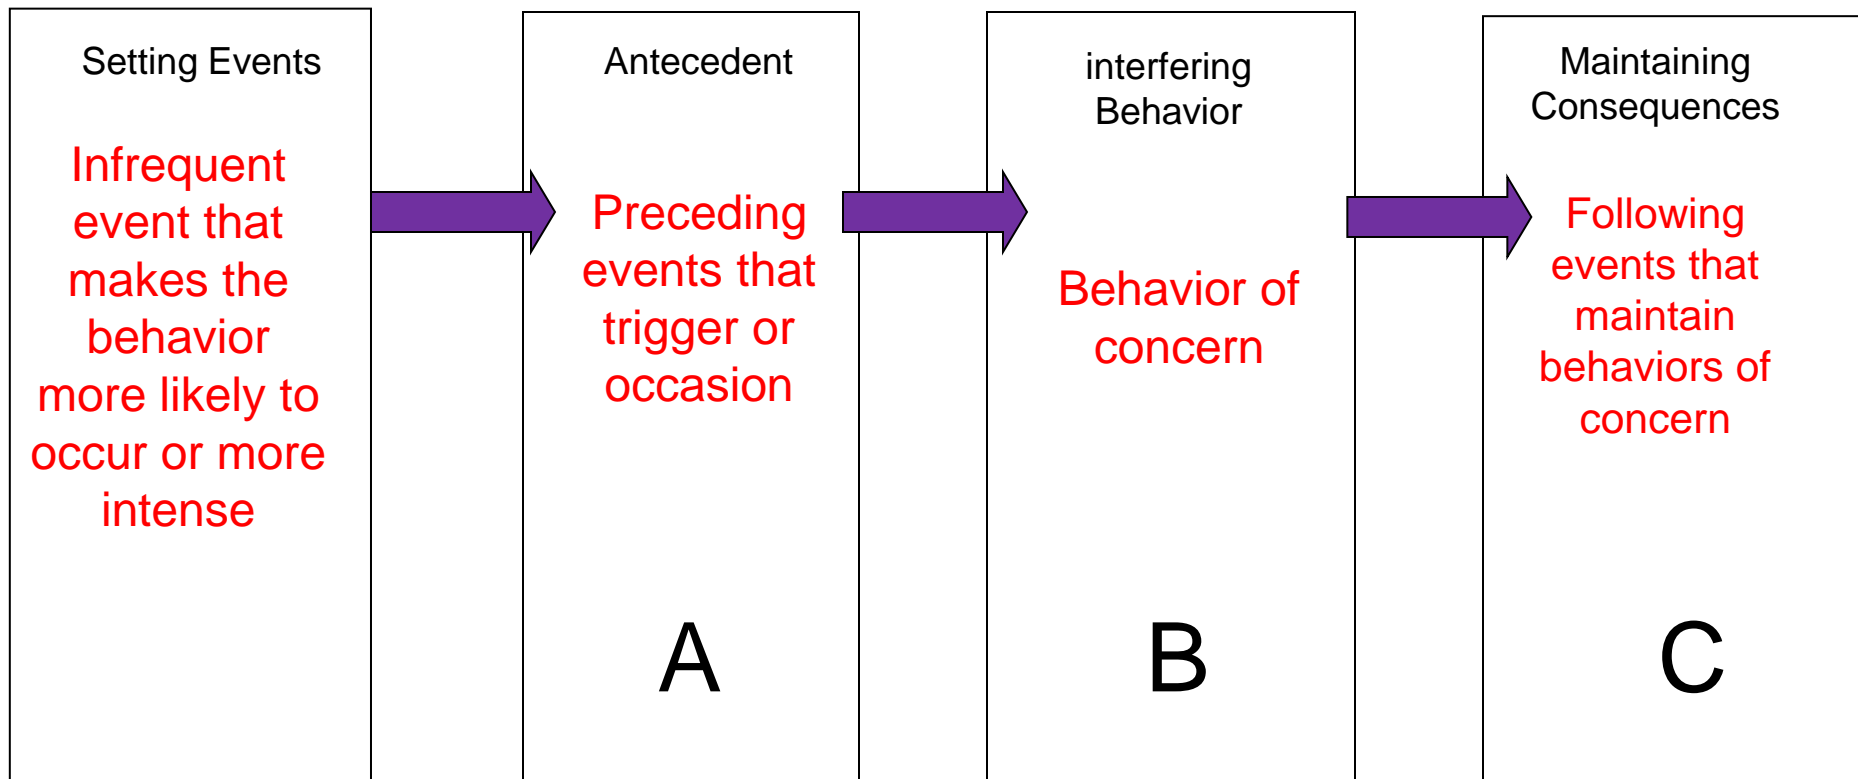 Setting Events
Infrequent
event that
makes the
behavior
more likely to
occur or more
intense
Antecedent
Preceding
events that
trigger or
occasion
A
interfering
Behavior
Behavior of
concern
B
Maintaining
Consequences
Following
events that
maintain
behaviors of
concern
C